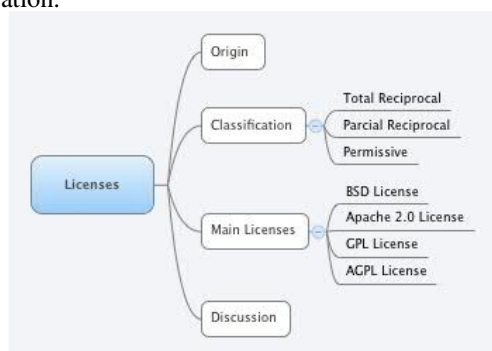 ation.
Origin
Classification
Total Reciprocal
Parcial Reciprocal
Permissive
Licenses
Main Licenses
BSD License
Apache 2.0 License
GPL License
AGPL License
Discussion